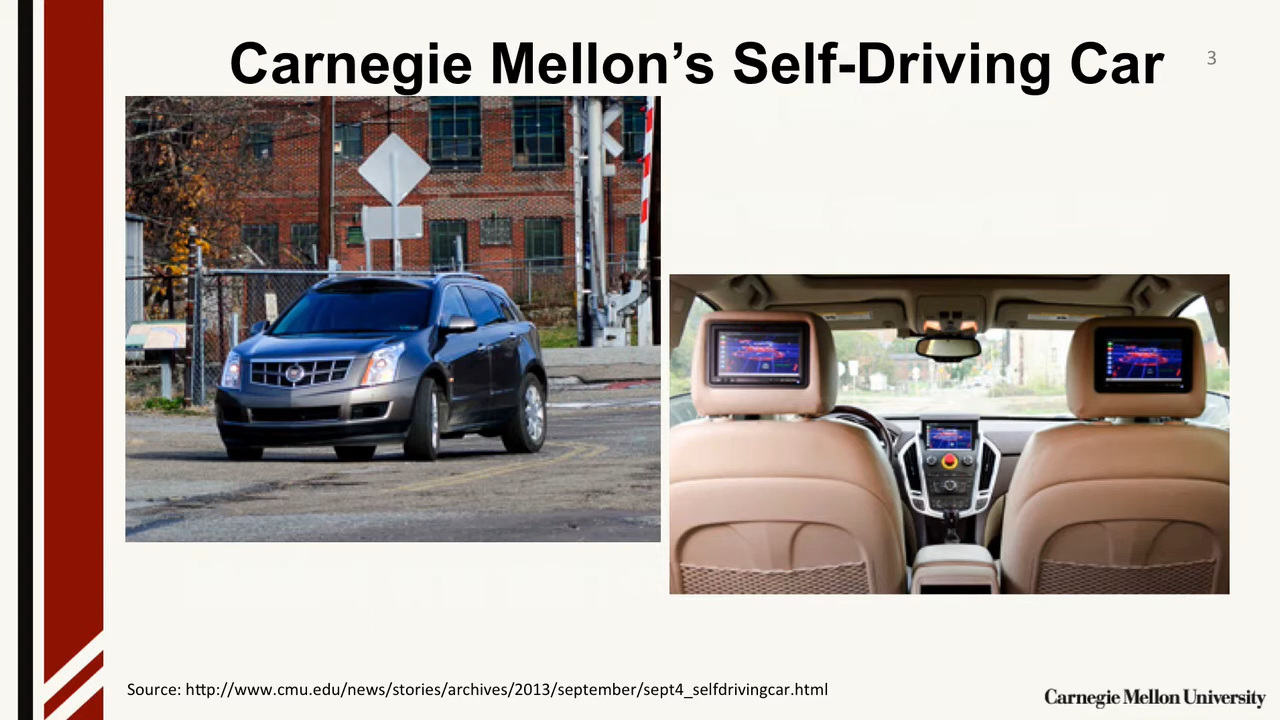 Carnegie Mellon’s Self-Driving Car
3
Source: http://www.cmu.edu/news/stories/archives/2013/september/sept4_selfdrivingcar.html
Carnegie Mellon University